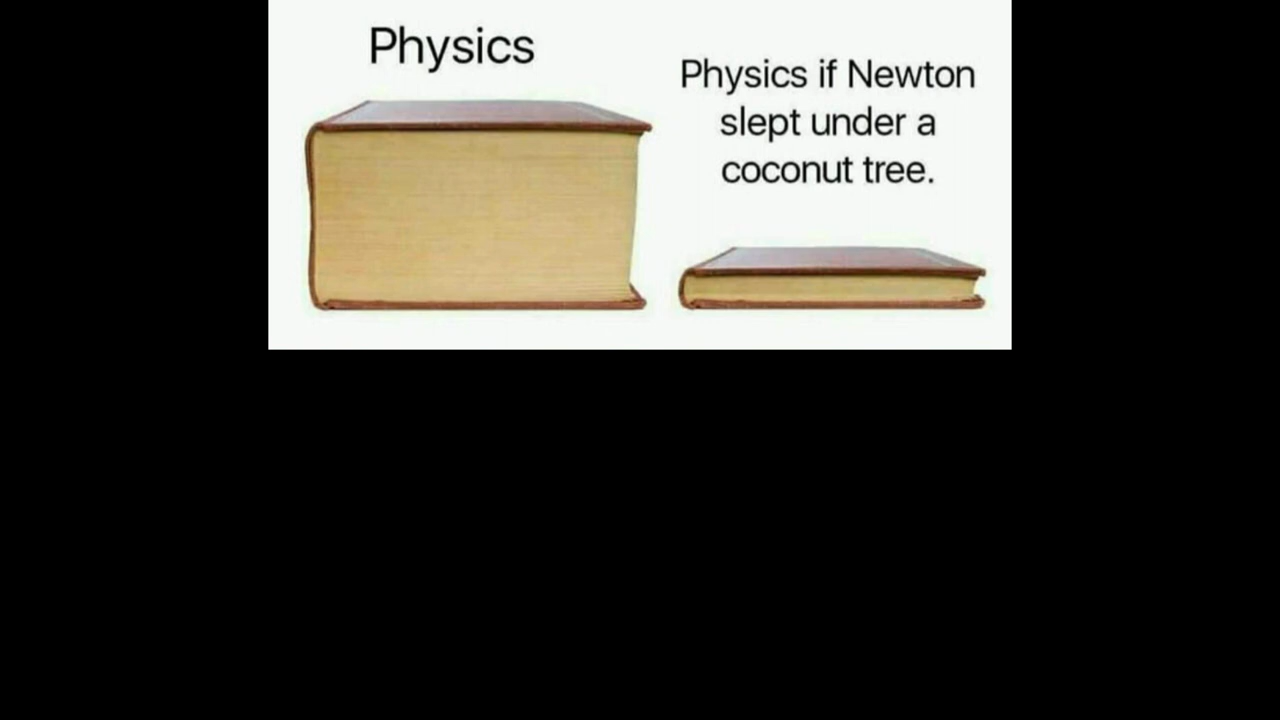 Physics
Physics if Newton
slept under a
coconut tree.